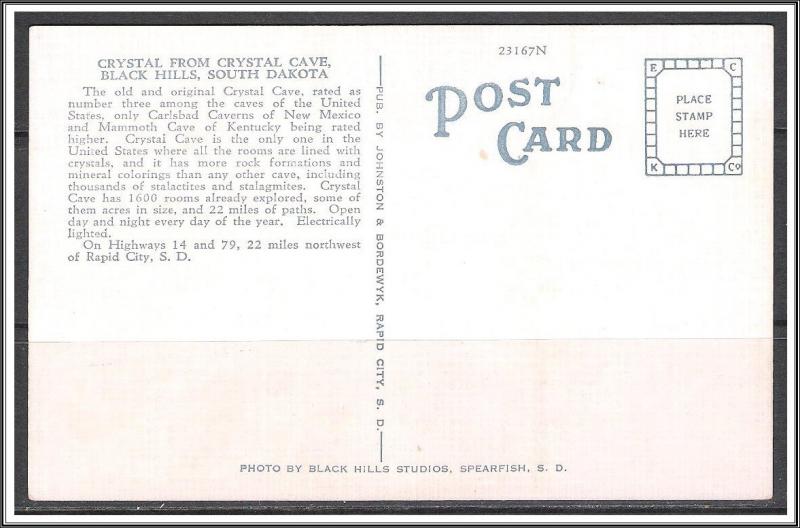 CRYSTAL FROM CRYSTAL CAVE,
BLACK HILLS, SOUTH DAKOTA
The old and original Crystal Cave, rated as
number three among the caves of the United
States, only Carlsbad Caverns of New Mexico
and Mammoth Cave of Kentucky being rated
higher. Crystal Cave is the only one in the
United States where all the rooms are lined with
crystals, and it has more rock formations and
mineral colorings than any other cave, including
thousands of stalactites and stalagmites. Crystal
Cave has 1600 rooms already explored, some of
them acres in size, and 22 miles of paths. Open
day and night every day of the year. Electrically
lighted.
On Highways 14 and 79, 22 miles northwest
of Rapid City, S. D.
PUB. BY JOHNSTON & BORDEWYK, RAPID CITY, S. D.
23167N
POST
CARD
E C
PLACE
STAMP
HERE
K Co
PHOTO BY BLACK HILLS STUDIOS, SPEARFISH, S. D.